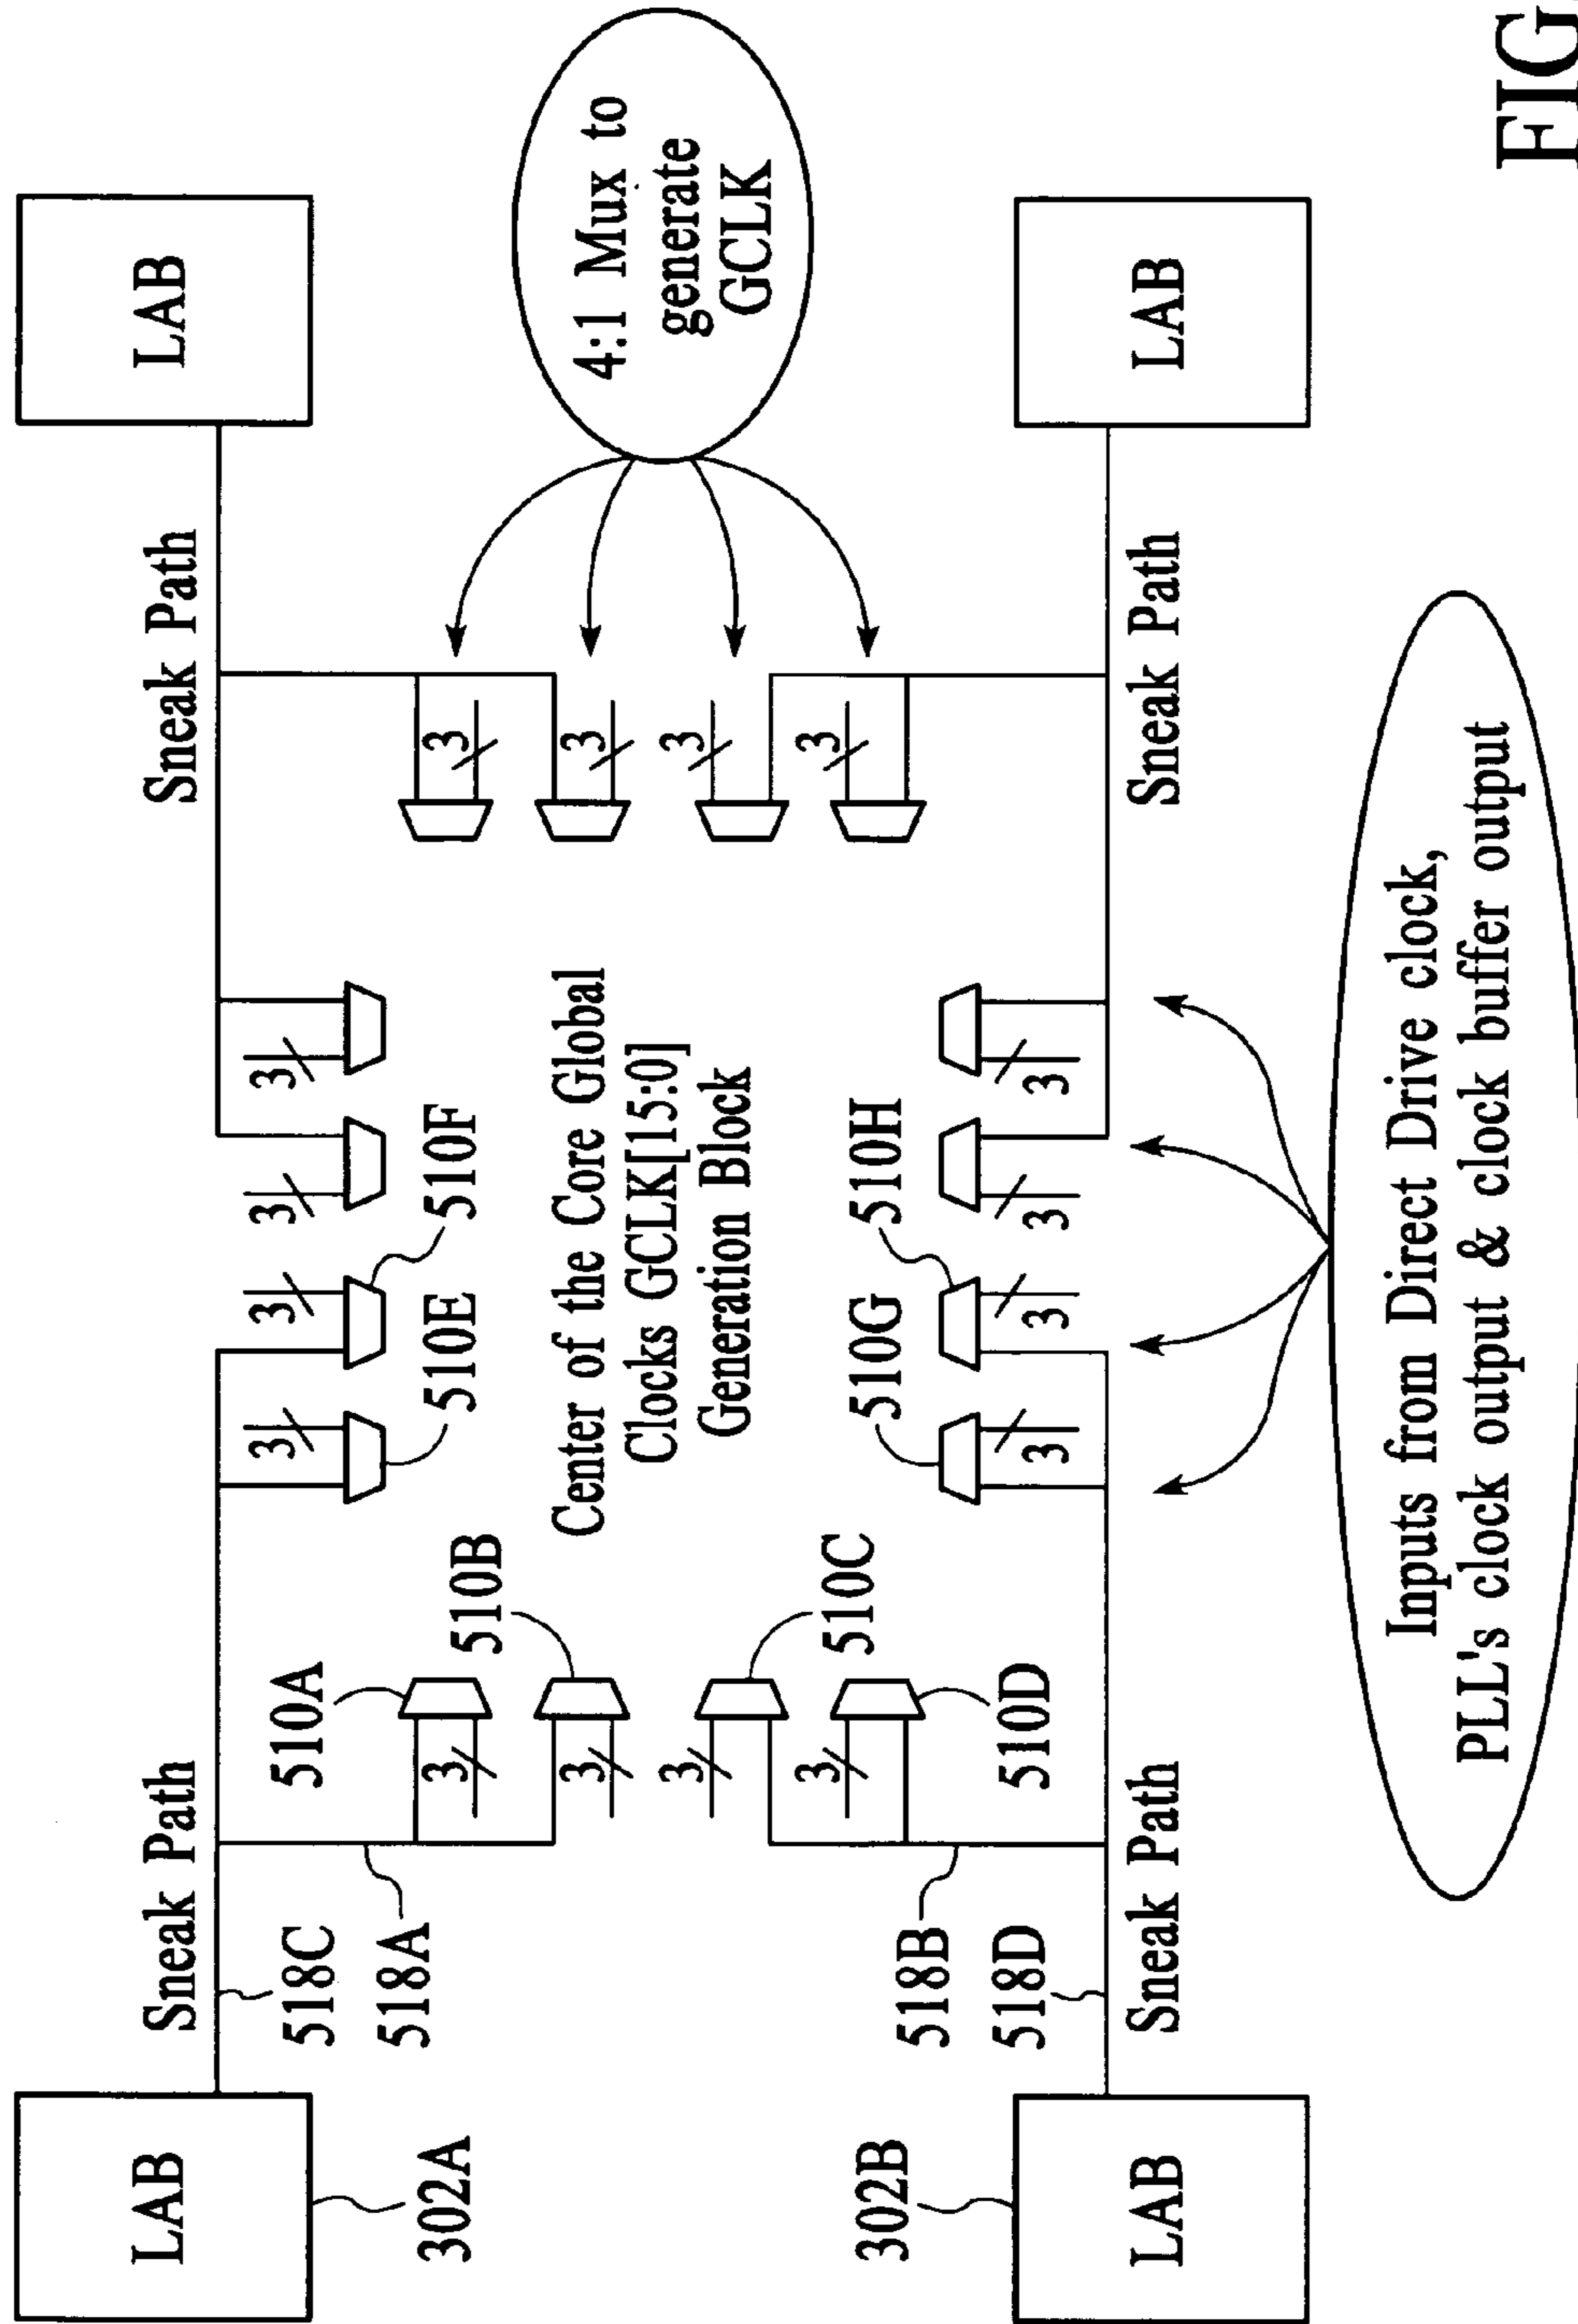 LAB
LAB
Sneak Path
Sneak Path
302A
518C
518A
510A
510B
3
3
3
3
510E
510F
3
3
3
3
Center of the Core Global
Clocks GCLK[15:0]
Generation Block
3
3
3
3
4:1 Mux to
generate
GCLK
302B
518B
518D
510C
510D
510G
510H
3
3
3
3
Sneak Path
Sneak Path
LAB
LAB
Inputs from Direct Drive clock,
PLL's clock output & clock buffer output
FIG